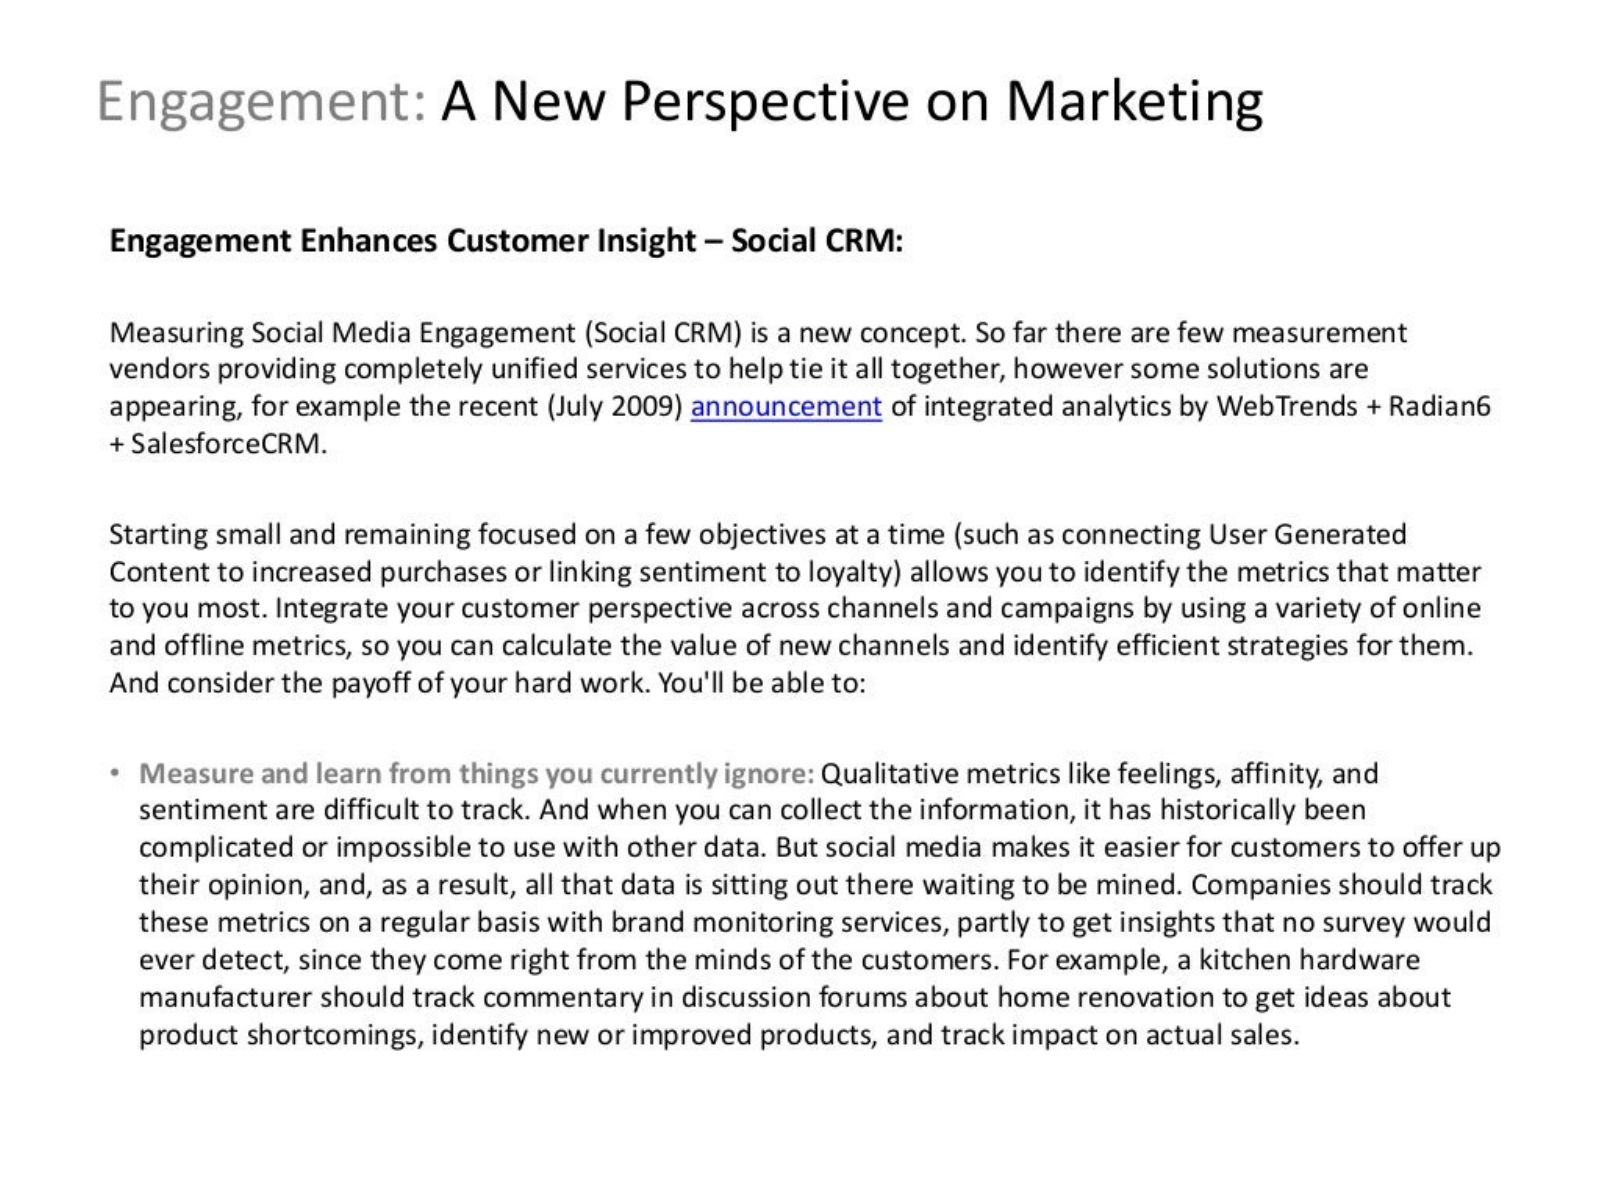 Engagement: A New Perspective on Marketing
Engagement Enhances Customer Insight – Social CRM:
Measuring Social Media Engagement (Social CRM) is a new concept. So far there are few measurement
vendors providing completely unified services to help tie it all together, however some solutions are
appearing, for example the recent (July 2009) announcement of integrated analytics by WebTrends + Radian6
+ SalesforceCRM.
Starting small and remaining focused on a few objectives at a time (such as connecting User Generated
Content to increased purchases or linking sentiment to loyalty) allows you to identify the metrics that matter
to you most. Integrate your customer perspective across channels and campaigns by using a variety of online
and offline metrics, so you can calculate the value of new channels and identify efficient strategies for them.
And consider the payoff of your hard work. You'll be able to:
• Measure and learn from things you currently ignore: Qualitative metrics like feelings, affinity, and
sentiment are difficult to track. And when you can collect the information, it has historically been
complicated or impossible to use with other data. But social media makes it easier for customers to offer up
their opinion, and, as a result, all that data is sitting out there waiting to be mined. Companies should track
these metrics on a regular basis with brand monitoring services, partly to get insights that no survey would
ever detect, since they come right from the minds of the customers. For example, a kitchen hardware
manufacturer should track commentary in discussion forums about home renovation to get ideas about
product shortcomings, identify new or improved products, and track impact on actual sales.